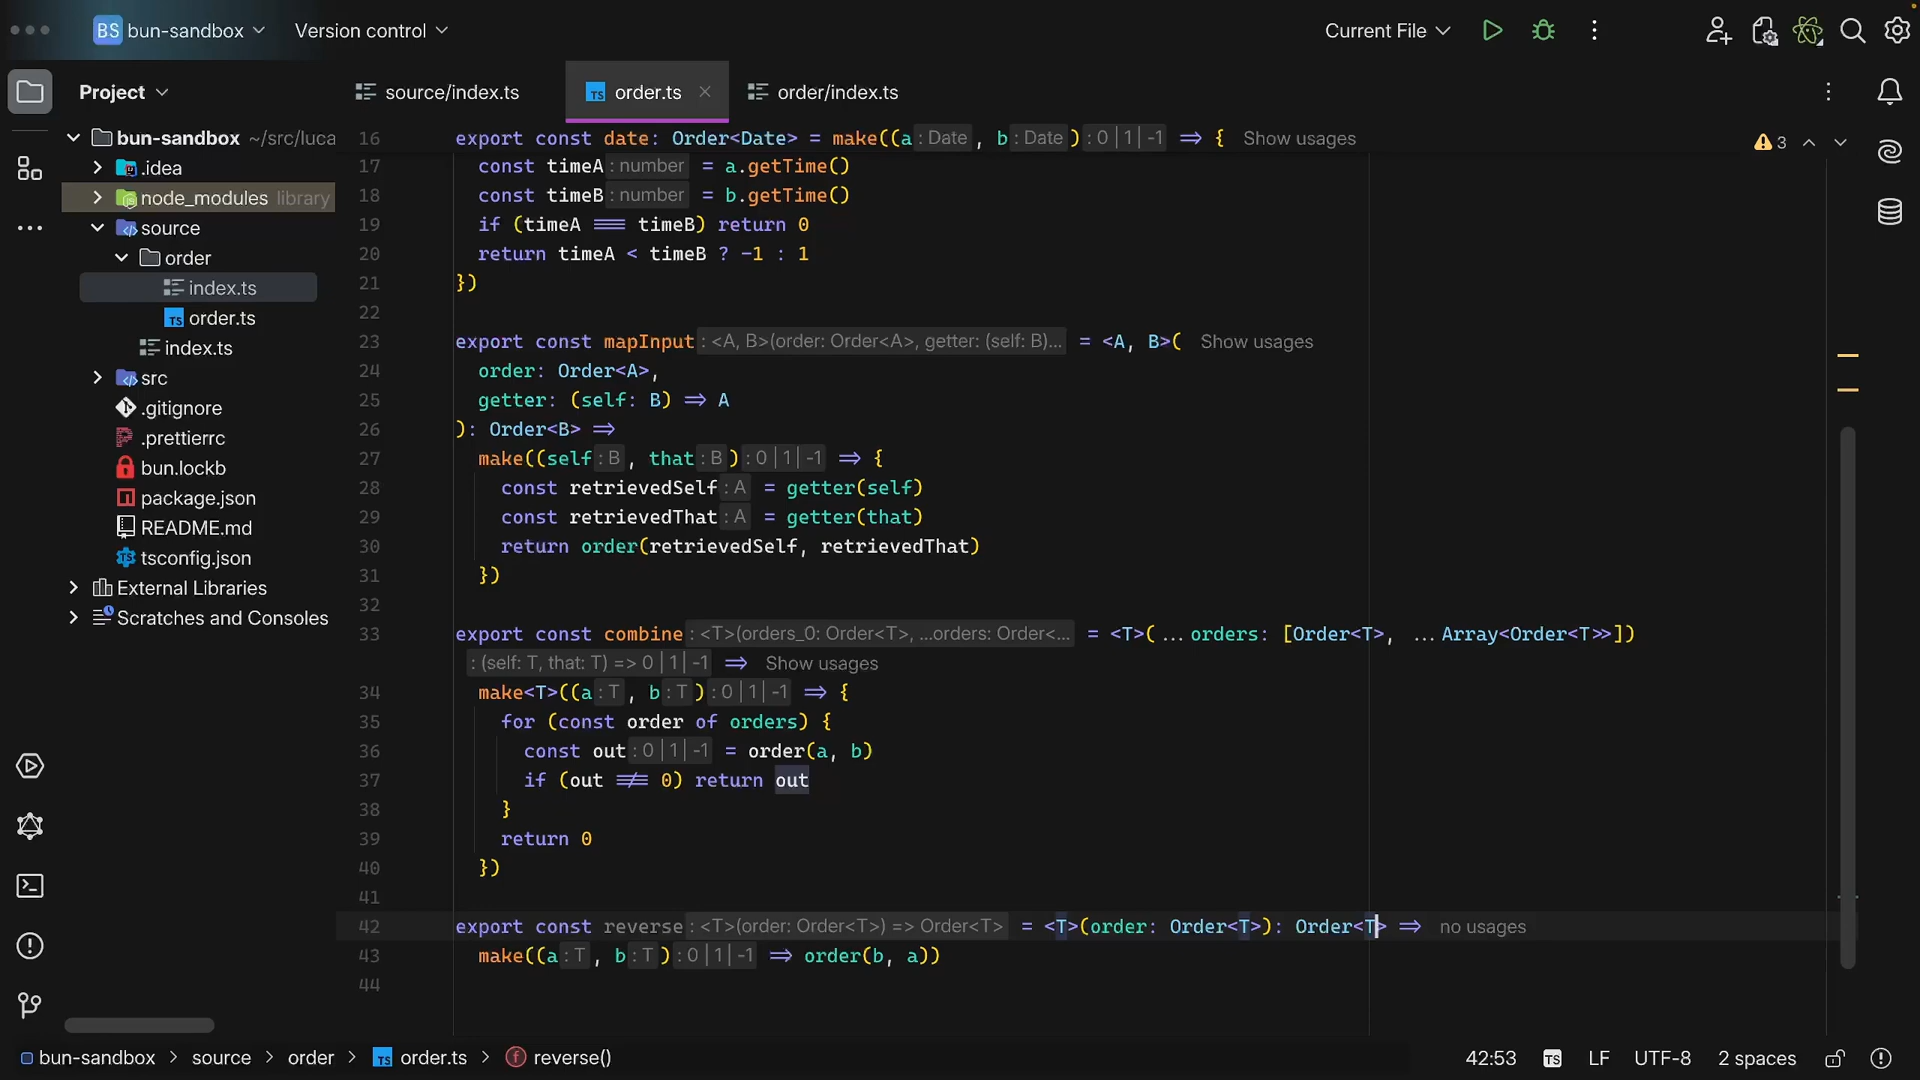 BS bun-sandbox
Version control
Current File
Project
source/index.ts
order.ts
order/index.ts
bun-sandbox ~/src/luca
.idea
node_modules library
source
order
index.ts
order.ts
index.ts
src
.gitignore
.prettierrc
bun.lockb
package.json
README.md
tsconfig.json
External Libraries
Scratches and Consoles
3
16 export const date: Order<Date> = make((a: Date, b: Date): 0 | 1 | -1 => { Show usages
17 const timeA: number = a.getTime()
18 const timeB: number = b.getTime()
19 if (timeA === timeB) return 0
20 return timeA < timeB ? -1 : 1
21 })
22
23 export const mapInput: <A, B>(order: Order<A>, getter: (self: B)... = <A, B>( Show usages
24 order: Order<A>,
25 getter: (self: B) => A
26 ): Order<B> =>
27 make((self: B, that: B): 0 | 1 | -1 => {
28 const retrievedSelf: A = getter(self)
29 const retrievedThat: A = getter(that)
30 return order(retrievedSelf, retrievedThat)
31 })
32
33 export const combine: <T>(orders_0: Order<T>, ...orders: Order<... = <T>(...orders: [Order<T>, ...Array<Order<T>>])
: (self: T, that: T) => 0 | 1 | -1 => Show usages
34 make<T>((a: T, b: T): 0 | 1 | -1 => {
35 for (const order of orders) {
36 const out: 0 | 1 | -1 = order(a, b)
37 if (out !== 0) return out
38 }
39 return 0
40 })
41
42 export const reverse: <T>(order: Order<T>) => Order<T> = <T>(order: Order<T>): Order<T> => no usages
43 make((a: T, b: T): 0 | 1 | -1 => order(b, a))
44
bun-sandbox > source > order > TS order.ts > f reverse()
42:53 TS LF UTF-8 2 spaces